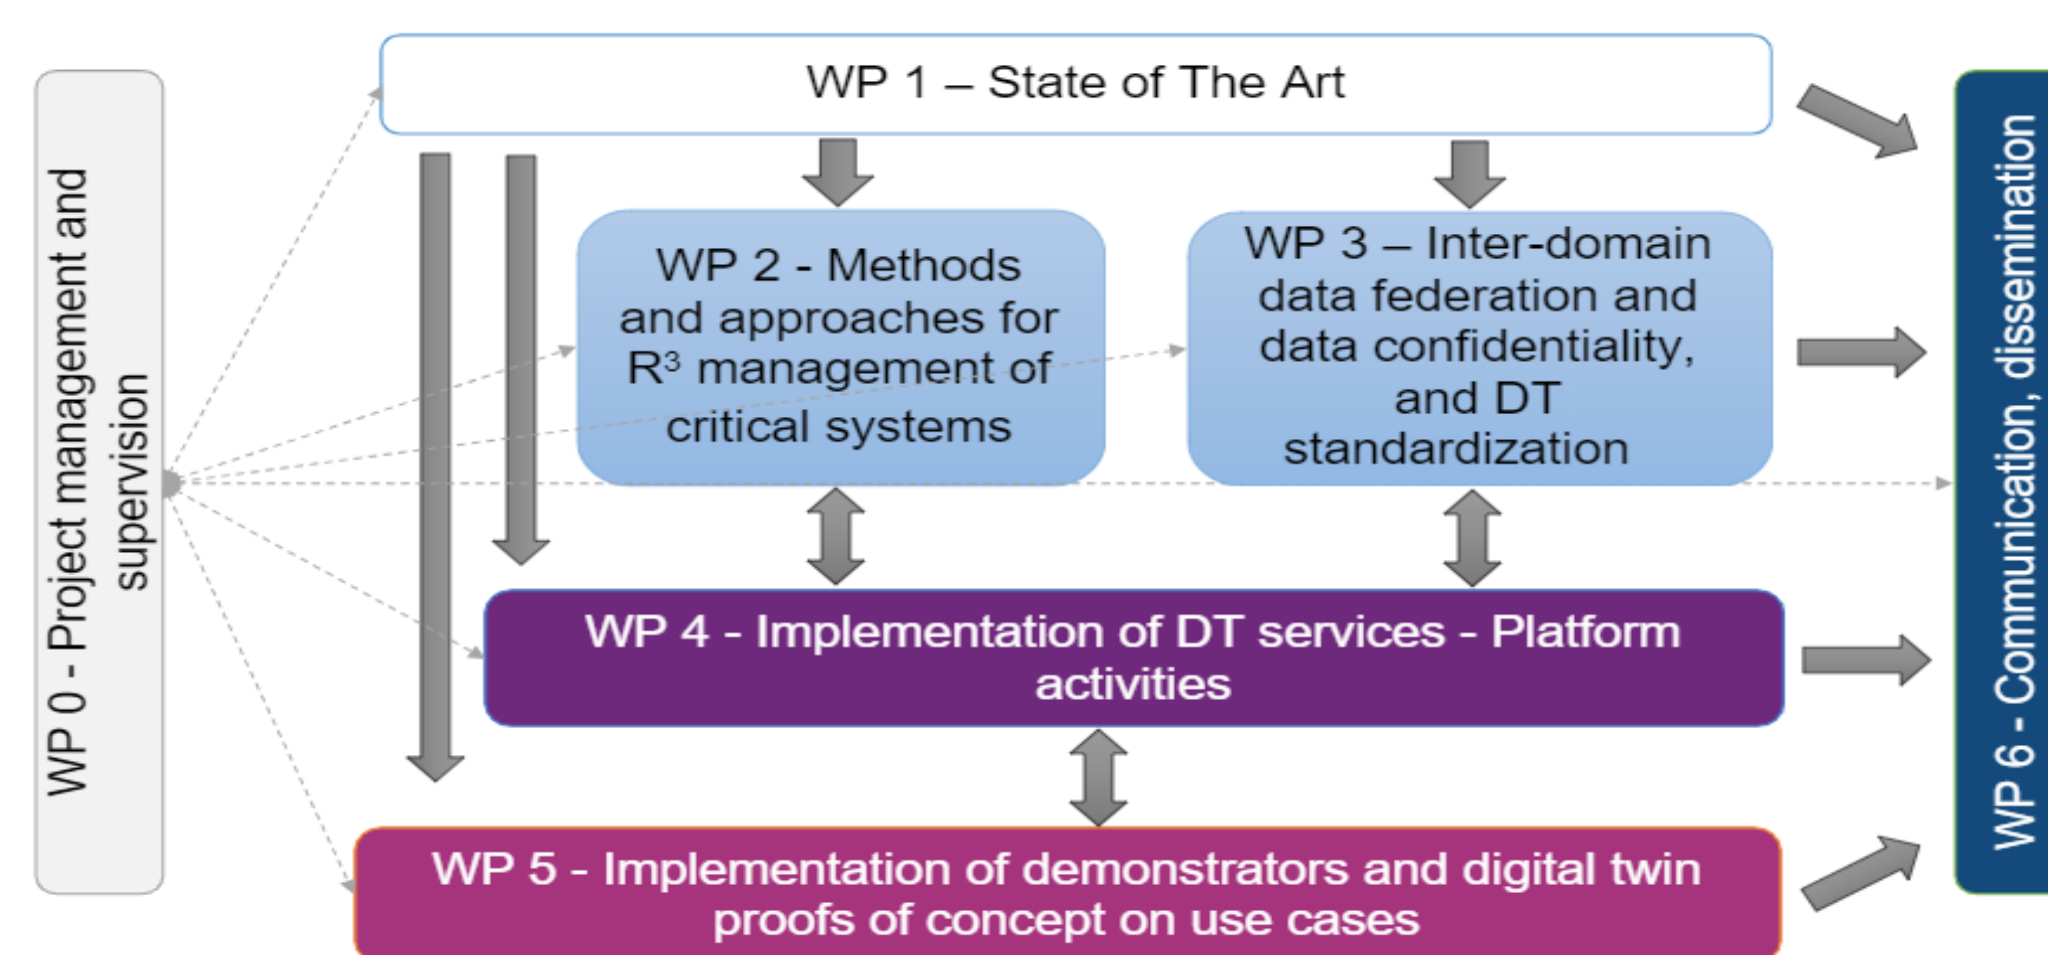 WP 0 - Project management and
supervision
WP 1 – State of The Art
WP 2 - Methods
and approaches for
R³ management of
critical systems
WP 3 – Inter-domain
data federation and
data confidentiality,
and DT
standardization
WP 4 - Implementation of DT services - Platform
activities
WP 5 - Implementation of demonstrators and digital twin
proofs of concept on use cases
WP 6 - Communication, dissemination